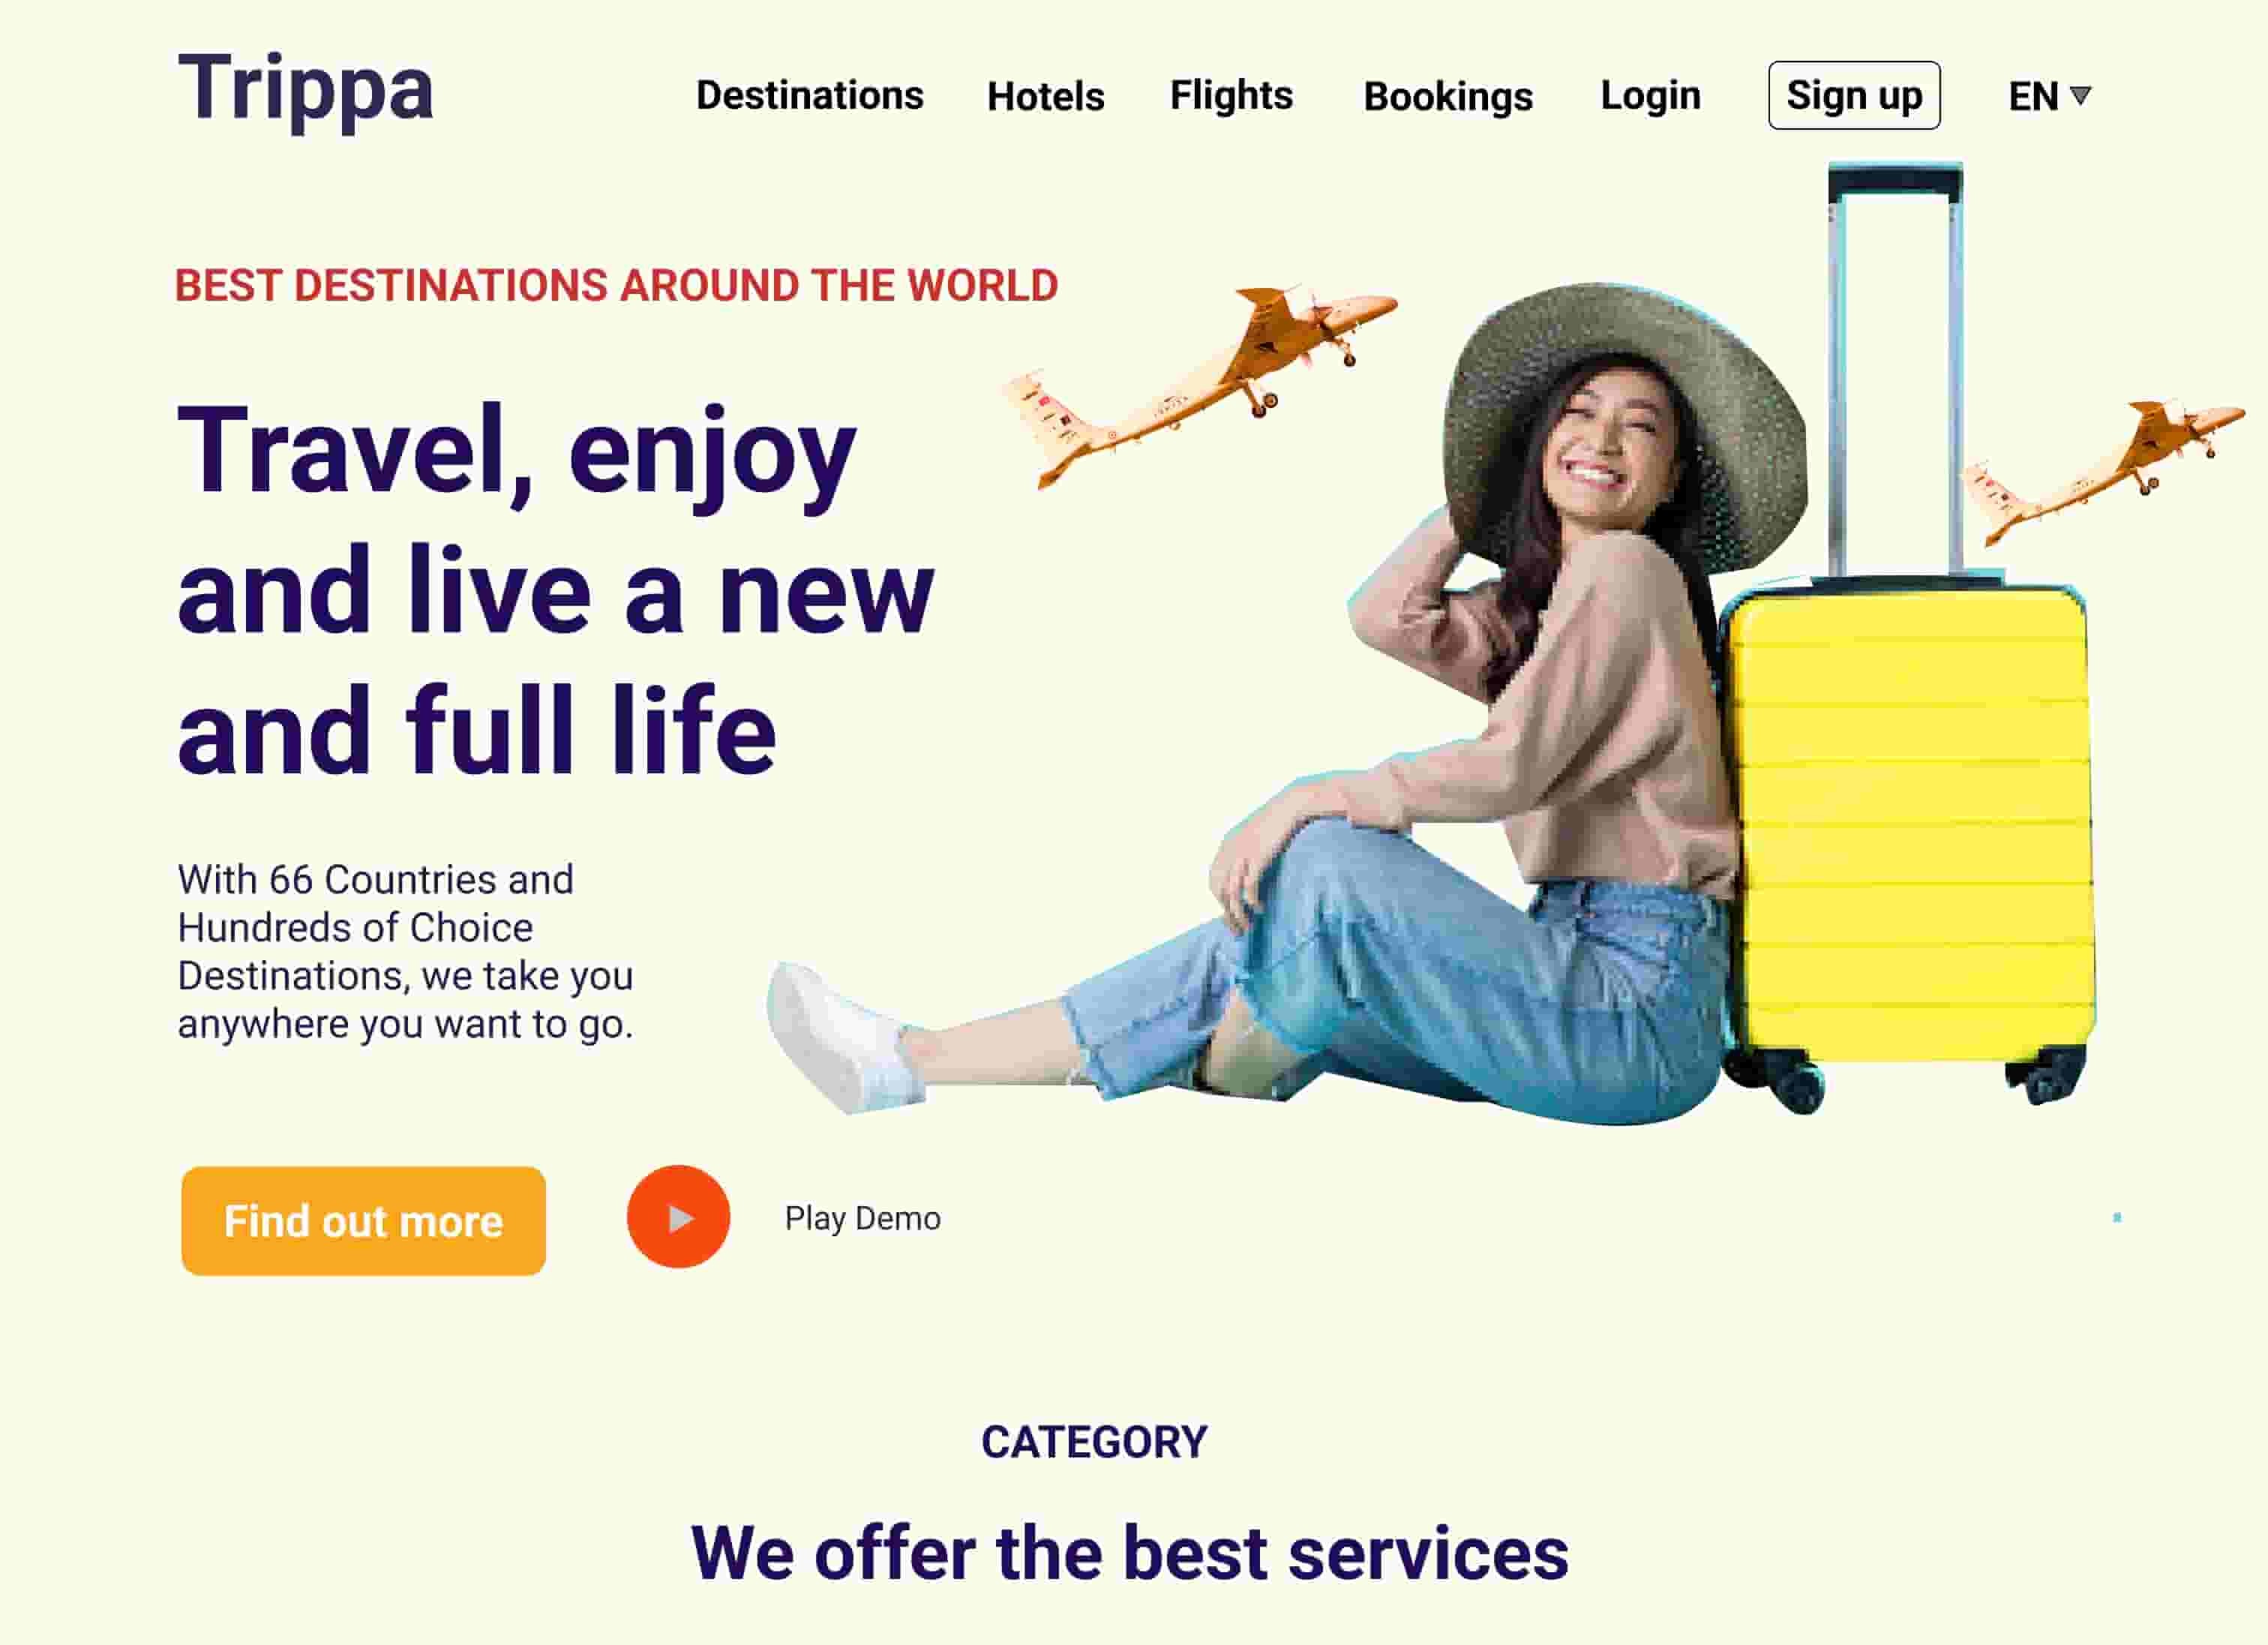 Trippa
Destinations Hotels Flights Bookings Login Sign up EN
BEST DESTINATIONS AROUND THE WORLD
Travel, enjoy
and live a new
and full life
With 66 Countries and
Hundreds of Choice
Destinations, we take you
anywhere you want to go.
Find out more
Play Demo
CATEGORY
We offer the best services